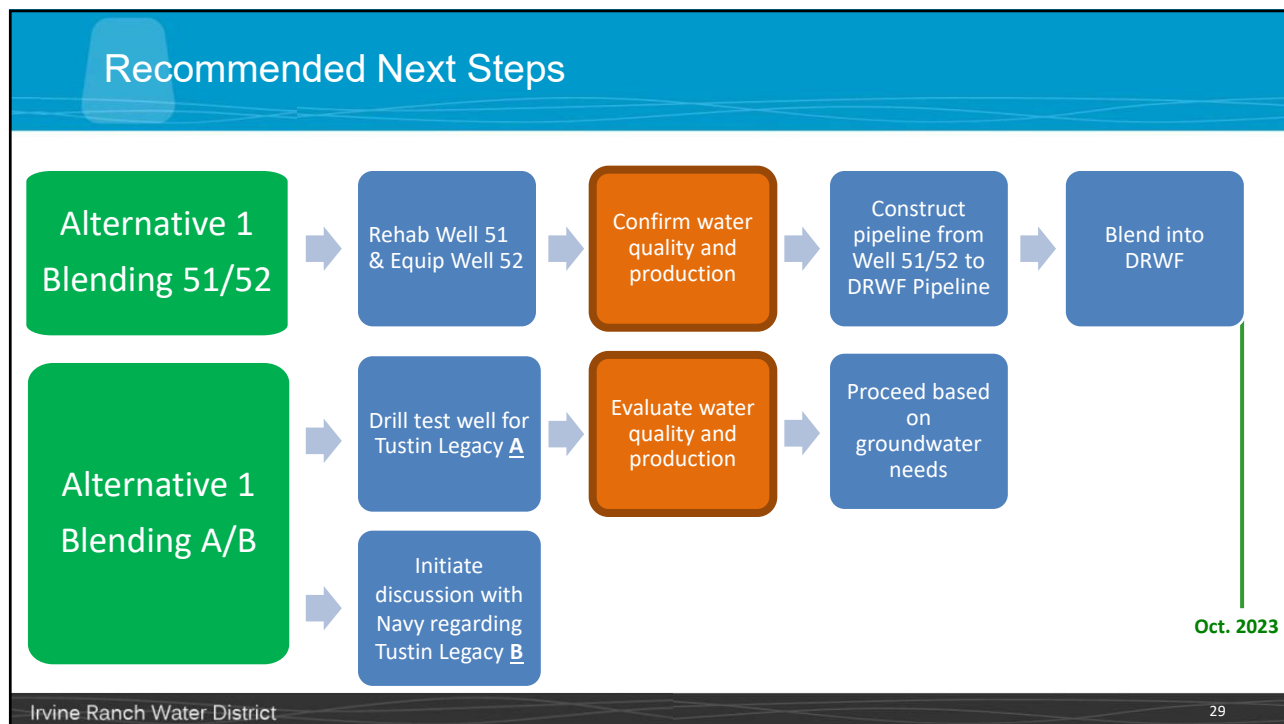 Recommended Next Steps
Alternative 1
Blending 51/52
Rehab Well 51
& Equip Well 52
Confirm water
quality and
production
Construct
pipeline from
Well 51/52 to
DRWF Pipeline
Blend into
DRWF
Alternative 1
Blending A/B
Drill test well for
Tustin Legacy A
Evaluate water
quality and
production
Proceed based
on
groundwater
needs
Initiate
discussion with
Navy regarding
Tustin Legacy B
Oct. 2023
Irvine Ranch Water District
29